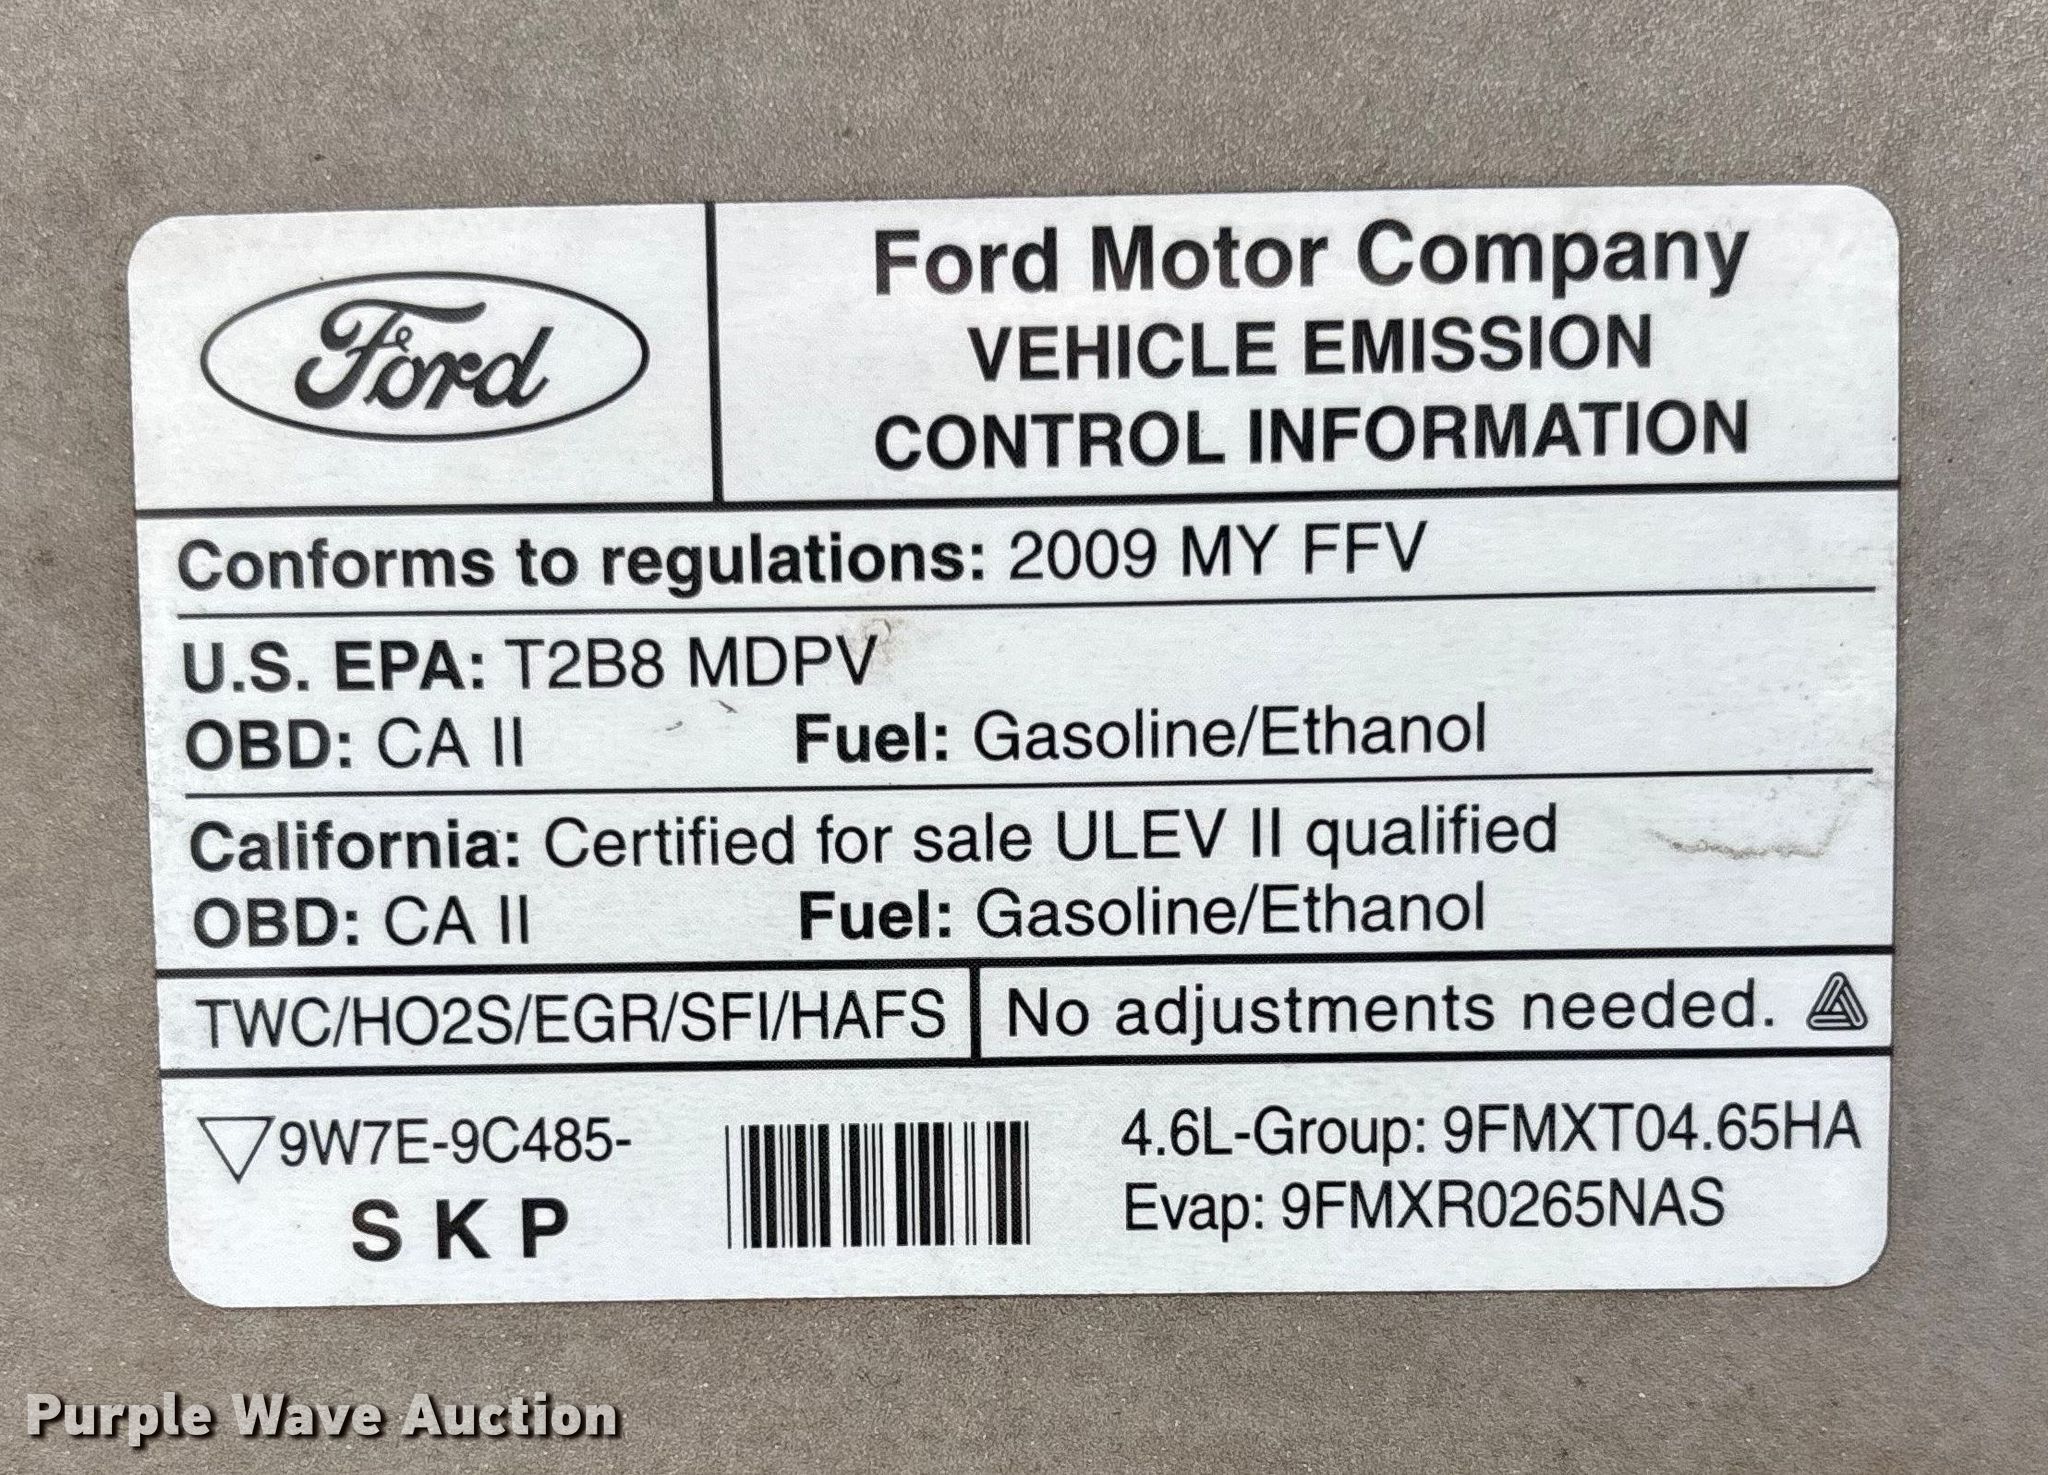 Ford
Ford Motor Company
VEHICLE EMISSION
CONTROL INFORMATION
Conforms to regulations: 2009 MY FFV
U.S. EPA: T2B8 MDPV
OBD: CA II Fuel: Gasoline/Ethanol
California: Certified for sale ULEV II qualified
OBD: CA II Fuel: Gasoline/Ethanol
TWC/HO2S/EGR/SFI/HAFS No adjustments needed.
9W7E-9C485- 4.6L-Group: 9FMXT04.65HA
S K P Evap: 9FMXR0265NAS
Purple Wave Auction